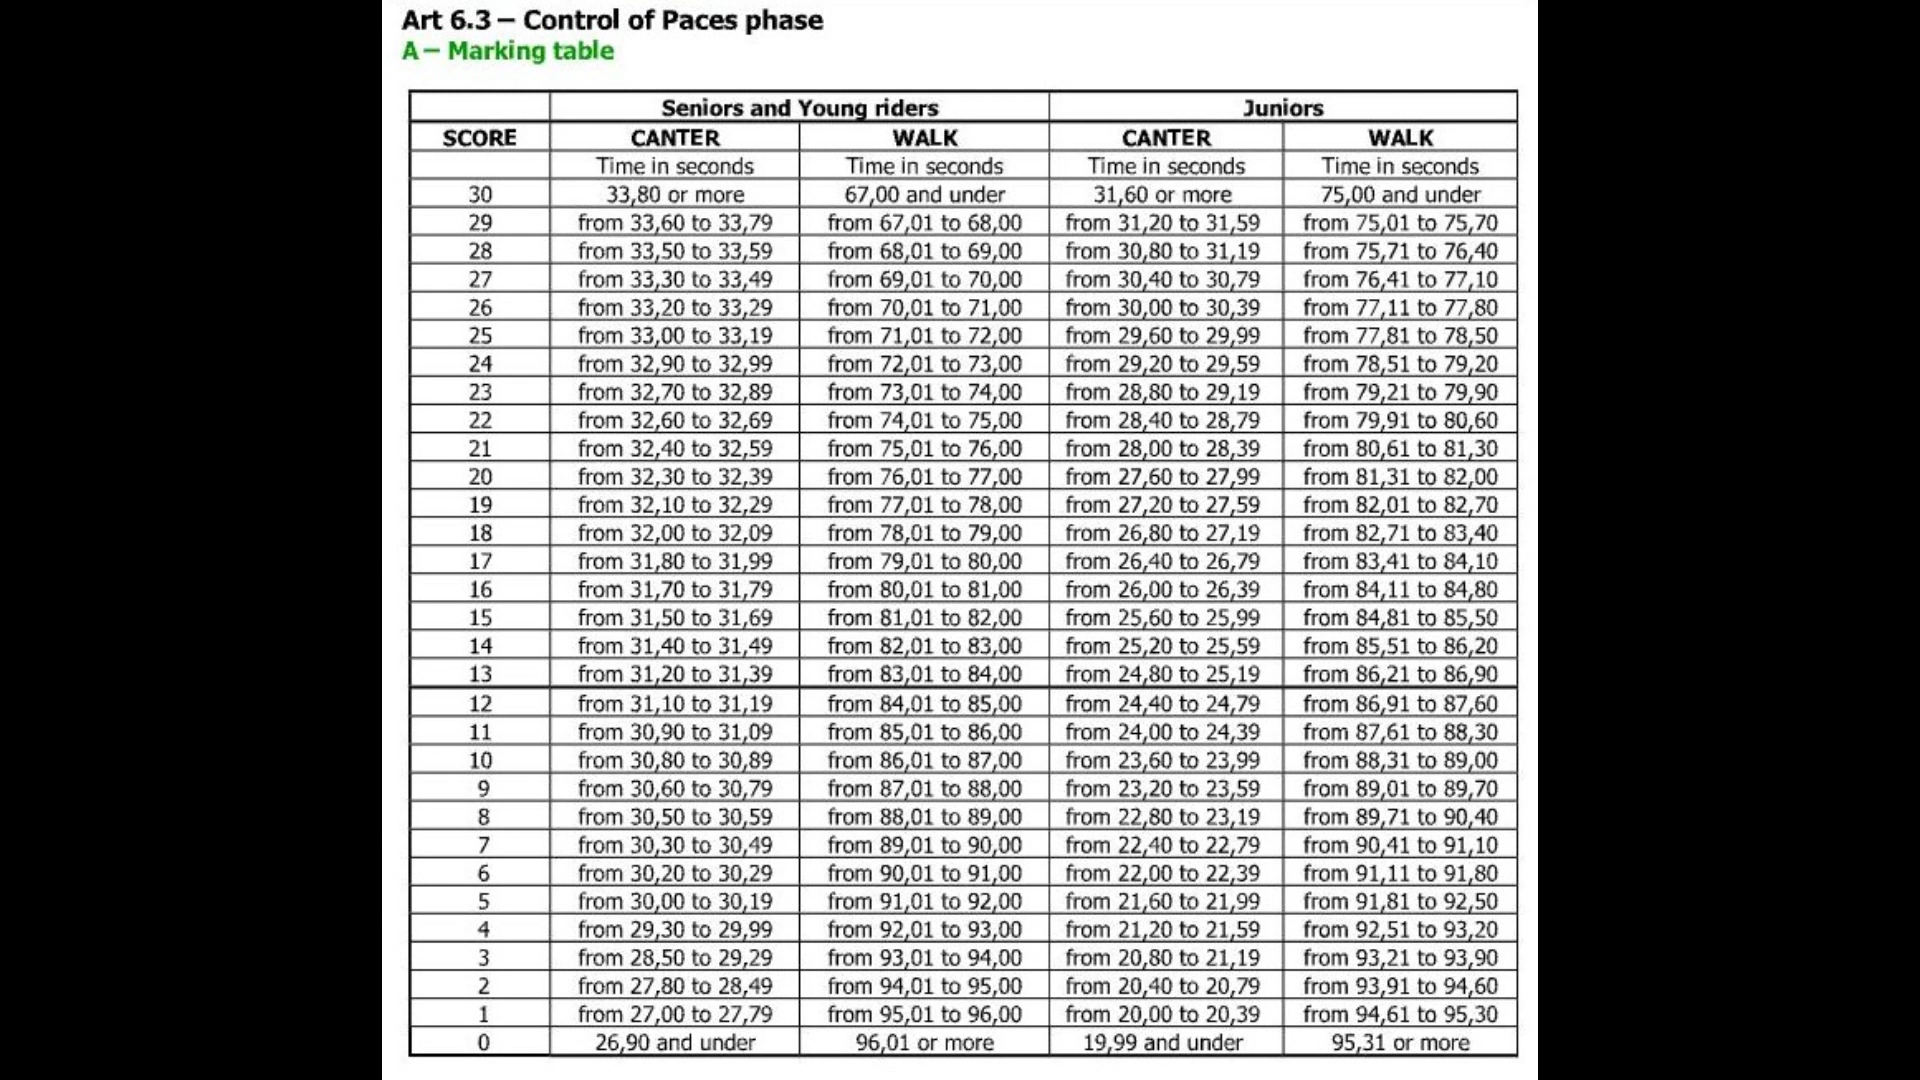 Art 6.3 – Control of Paces phase
A – Marking table
Seniors and Young riders Juniors
SCORE CANTER WALK CANTER WALK
Time in seconds Time in seconds Time in seconds Time in seconds
30 33,80 or more 67,00 and under 31,60 or more 75,00 and under
29 from 33,60 to 33,79 from 67,01 to 68,00 from 31,20 to 31,59 from 75,01 to 75,70
28 from 33,50 to 33,59 from 68,01 to 69,00 from 30,80 to 31,19 from 75,71 to 76,40
27 from 33,30 to 33,49 from 69,01 to 70,00 from 30,40 to 30,79 from 76,41 to 77,10
26 from 33,20 to 33,29 from 70,01 to 71,00 from 30,00 to 30,39 from 77,11 to 77,80
25 from 33,00 to 33,19 from 71,01 to 72,00 from 29,60 to 29,99 from 77,81 to 78,50
24 from 32,90 to 32,99 from 72,01 to 73,00 from 29,20 to 29,59 from 78,51 to 79,20
23 from 32,70 to 32,89 from 73,01 to 74,00 from 28,80 to 29,19 from 79,21 to 79,90
22 from 32,60 to 32,69 from 74,01 to 75,00 from 28,40 to 28,79 from 79,91 to 80,60
21 from 32,40 to 32,59 from 75,01 to 76,00 from 28,00 to 28,39 from 80,61 to 81,30
20 from 32,30 to 32,39 from 76,01 to 77,00 from 27,60 to 27,99 from 81,31 to 82,00
19 from 32,10 to 32,29 from 77,01 to 78,00 from 27,20 to 27,59 from 82,01 to 82,70
18 from 32,00 to 32,09 from 78,01 to 79,00 from 26,80 to 27,19 from 82,71 to 83,40
17 from 31,80 to 31,99 from 79,01 to 80,00 from 26,40 to 26,79 from 83,41 to 84,10
16 from 31,70 to 31,79 from 80,01 to 81,00 from 26,00 to 26,39 from 84,11 to 84,80
15 from 31,50 to 31,69 from 81,01 to 82,00 from 25,60 to 25,99 from 84,81 to 85,50
14 from 31,40 to 31,49 from 82,01 to 83,00 from 25,20 to 25,59 from 85,51 to 86,20
13 from 31,20 to 31,39 from 83,01 to 84,00 from 24,80 to 25,19 from 86,21 to 86,90
12 from 31,10 to 31,19 from 84,01 to 85,00 from 24,40 to 24,79 from 86,91 to 87,60
11 from 30,90 to 31,09 from 85,01 to 86,00 from 24,00 to 24,39 from 87,61 to 88,30
10 from 30,80 to 30,89 from 86,01 to 87,00 from 23,60 to 23,99 from 88,31 to 89,00
9 from 30,60 to 30,79 from 87,01 to 88,00 from 23,20 to 23,59 from 89,01 to 89,70
8 from 30,50 to 30,59 from 88,01 to 89,00 from 22,80 to 23,19 from 89,71 to 90,40
7 from 30,30 to 30,49 from 89,01 to 90,00 from 22,40 to 22,79 from 90,41 to 91,10
6 from 30,20 to 30,29 from 90,01 to 91,00 from 22,00 to 22,39 from 91,11 to 91,80
5 from 30,00 to 30,19 from 91,01 to 92,00 from 21,60 to 21,99 from 91,81 to 92,50
4 from 29,30 to 29,99 from 92,01 to 93,00 from 21,20 to 21,59 from 92,51 to 93,20
3 from 28,50 to 29,29 from 93,01 to 94,00 from 20,80 to 21,19 from 93,21 to 93,90
2 from 27,80 to 28,49 from 94,01 to 95,00 from 20,40 to 20,79 from 93,91 to 94,60
1 from 27,00 to 27,79 from 95,01 to 96,00 from 20,00 to 20,39 from 94,61 to 95,30
0 26,90 and under 96,01 or more 19,99 and under 95,31 or more